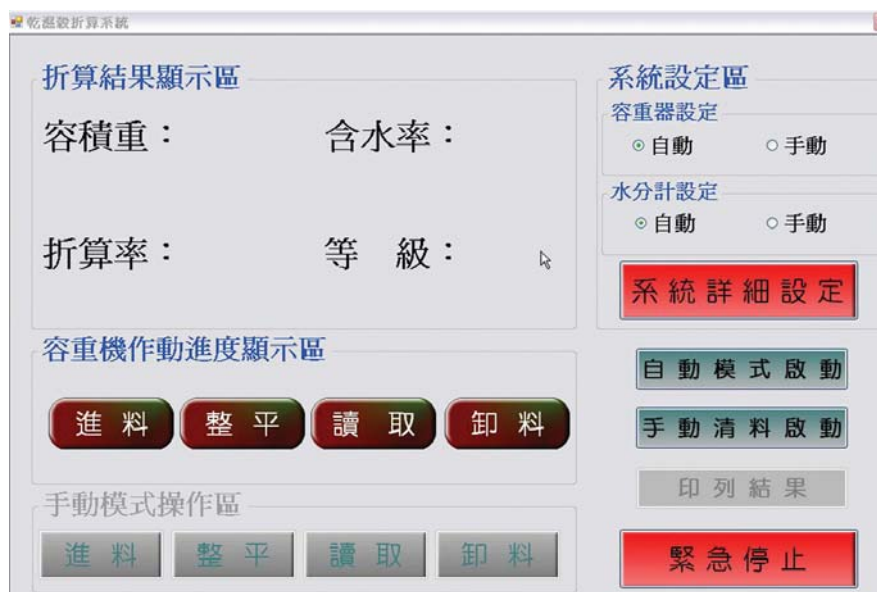 乾濕穀折算系統
折算結果顯示區
容積重：
含水率：
折算率：
等 級：
系統設定區
容重器設定
自動
手動
水分計設定
自動
手動
系統詳細設定
容重機作動進度顯示區
進料
整平
讀取
卸料
手動模式操作區
進料
整平
讀取
卸料
自動模式啟動
手動清料啟動
印列結果
緊急停止